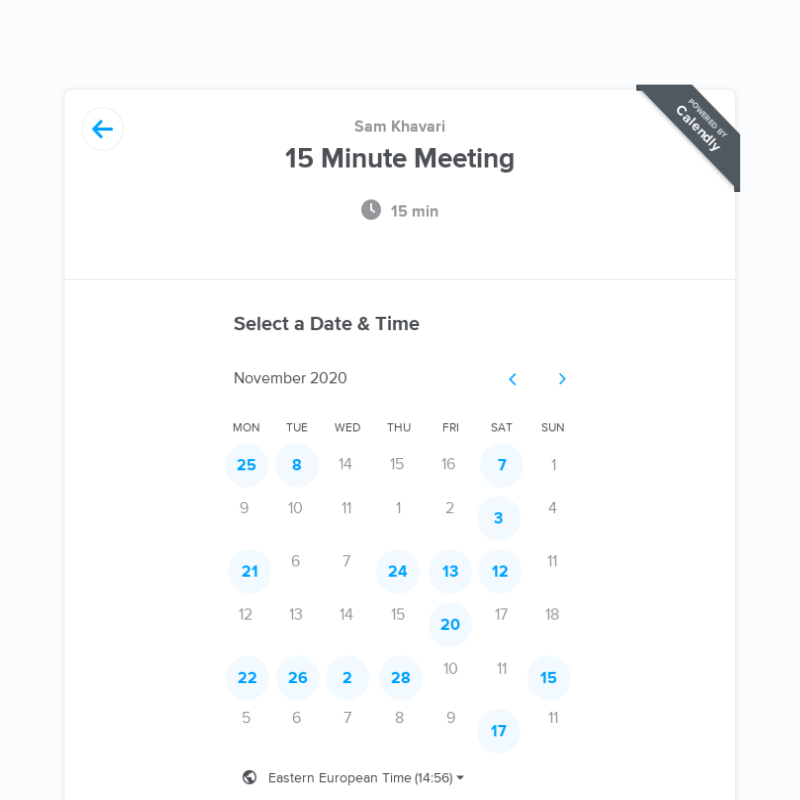 POWERED BY
Calendly
Sam Khavari
15 Minute Meeting
15 min
Select a Date & Time
November 2020
MON TUE WED THU FRI SAT SUN
25 8 14 15 16 7 1
9 10 11 1 2 3 4
21 6 7 24 13 12 11
12 13 14 15 20 17 18
22 26 2 28 10 11 15
5 6 7 8 9 17 11
Eastern European Time (14:56)